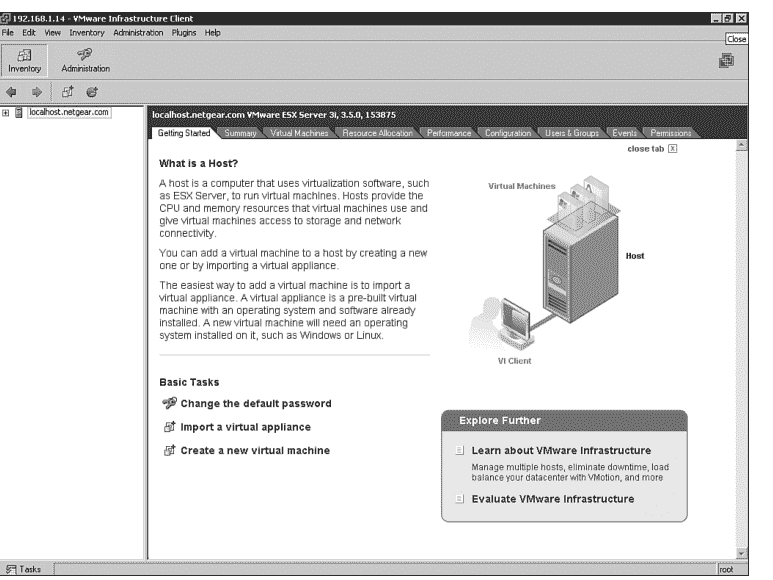 192.168.1.14 - VMware Infrastructure Client
File Edit View Inventory Administration Plugins Help
Close
Inventory
Administration
localhost.netgear.com
localhost.netgear.com VMware ESX Server 3i, 3.5.0, 153875
Getting Started Summary Virtual Machines Resource Allocation Performance Configuration Users & Groups Events Permissions
close tab
What is a Host?
A host is a computer that uses virtualization software, such
as ESX Server, to run virtual machines. Hosts provide the
CPU and memory resources that virtual machines use and
give virtual machines access to storage and network
connectivity.
You can add a virtual machine to a host by creating a new
one or by importing a virtual appliance.
The easiest way to add a virtual machine is to import a
virtual appliance. A virtual appliance is a pre-built virtual
machine with an operating system and software already
installed. A new virtual machine will need an operating
system installed on it, such as Windows or Linux.
Virtual Machines
Host
VI Client
Basic Tasks
Change the default password
Import a virtual appliance
Create a new virtual machine
Explore Further
Learn about VMware Infrastructure
Manage multiple hosts, eliminate downtime, load
balance your datacenter with VMotion, and more
Evaluate VMware Infrastructure
Tasks
root